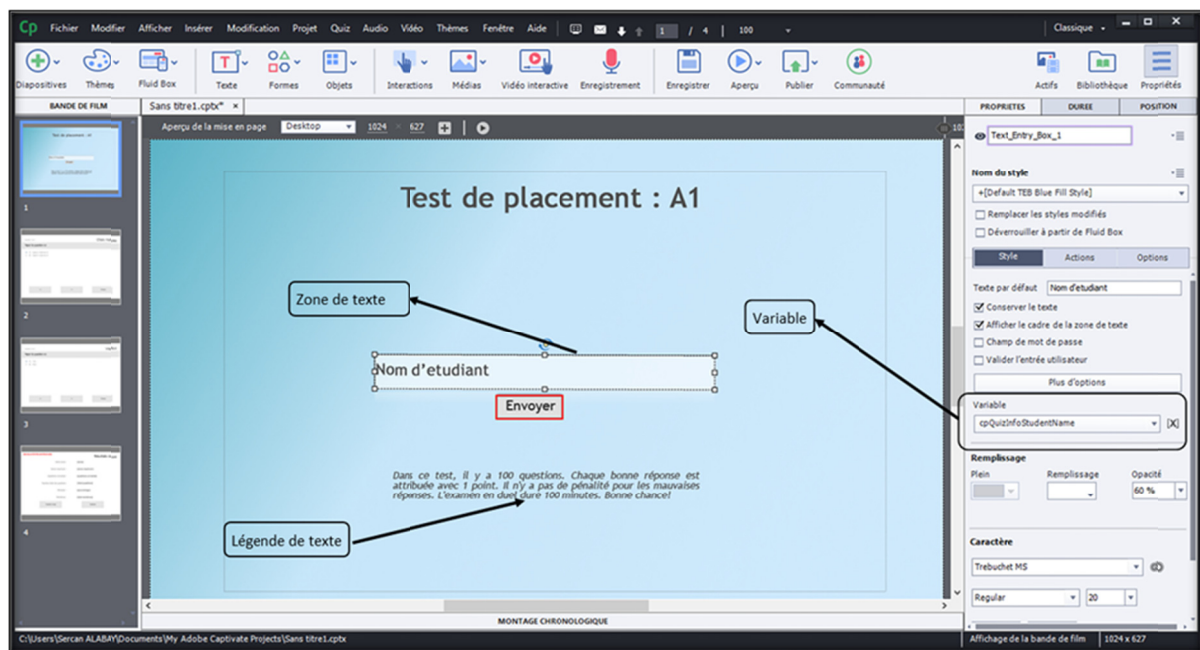 Cp Fichier Modfier Afficher Insérer Modification Projet Quiz Audio Vidéo Thèmes Fenêtre Aide 1 / 4 100 Classique
Diapositives Thèmes Fluid Box Texte Formes Objets Interactions Médias Vidéo interactive Enregistrement Enregistrer Aperçu Publier Communauté Actifs Bibliothèque Propriétés
BANDE DE FILM Sans titre1.cptx* × PROPRIETES DUREE POSITION
Aperçu de la mise en page Desktop 1024 × 627
Text_Entry_Box_1
Nom du style
+[Default TEB Blue Fill Style]
Remplacer les styles modifiés
Déverrouiller à partir de Fluid Box
Style Actions Options
Texte par défaut Nom d'etudiant
Conserver le texte
Afficher le cadre de la zone de texte
Champ de mot de passe
Valider l'entrée utilisateur
Plus d'options
Variable
cpQuizInfoStudentName [X]
Remplissage
Plein Remplissage Opacité
60 %
Caractère
Trebuchet MS
Regular 20
1
2
3
4
Test de placement : A1
Zone de texte
Variable
Nom d'etudiant
Envoyer
Dans ce test, il y a 100 questions. Chaque bonne réponse est
attribuée avec 1 point. Il n'y a pas de pénalité pour les mauvaises
réponses. L'examen en duel dure 100 minutes. Bonne chance!
Légende de texte
MONTAGE CHRONOLOGIQUE
C:\Users\Sercan ALABAY\Documents\My Adobe Captivate Projects\Sans titre1.cptx Affichage de la bande de film 1024 x 627